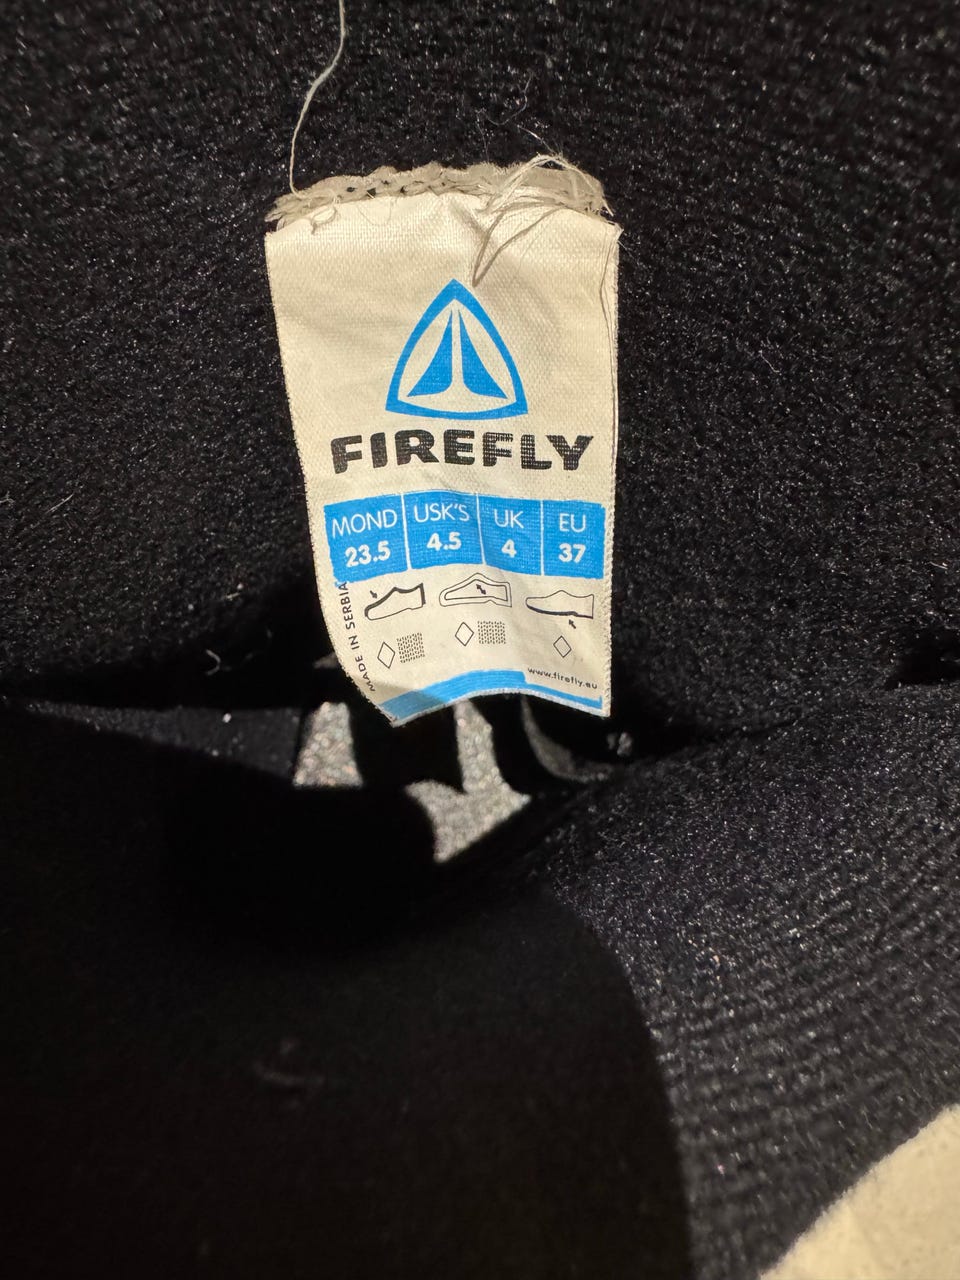 FIREFLY
MOND USK'S UK EU
23.5 4.5 4 37
MADE IN SERBIA
www.firefly.eu